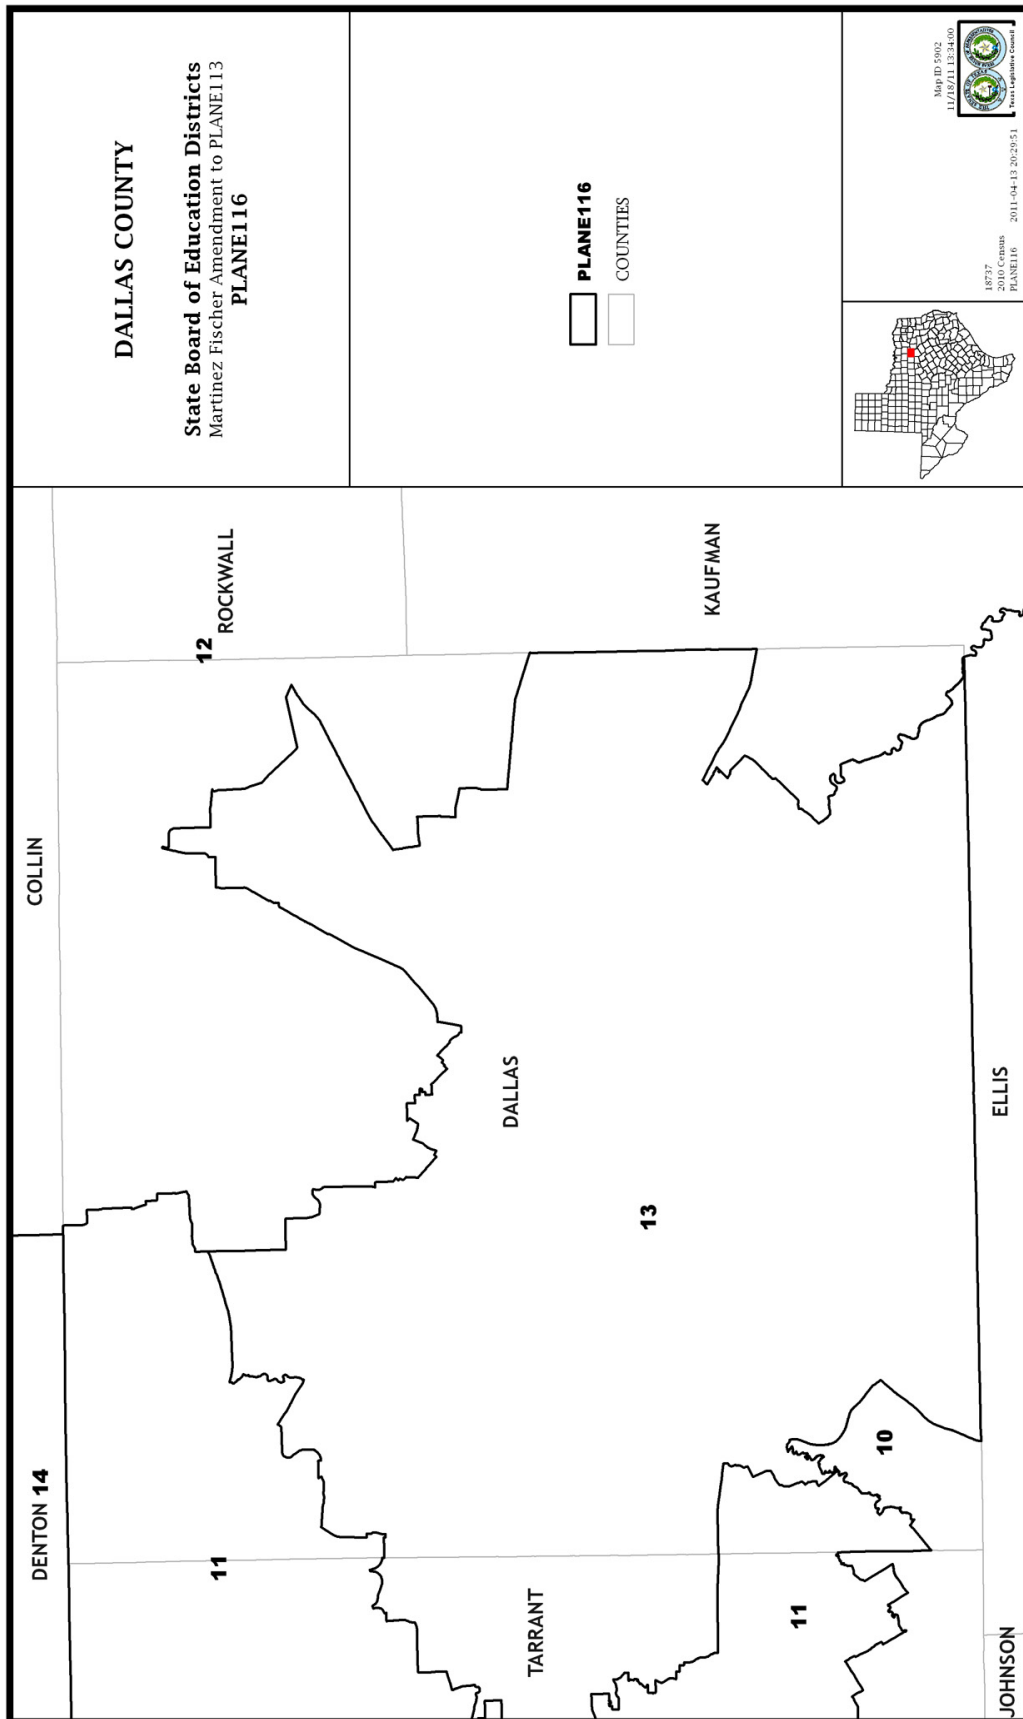 DALLAS COUNTY
State Board of Education Districts
Martinez Fischer Amendment to PLANE113
PLANE116
PLANE116
COUNTIES
Map ID 5902
11/18/11 13:34:00
Texas Legislative Council
18737
2010 Census
PLANE116 2011-04-13 20:29:51
DENTON 14
COLLIN
12
ROCKWALL
11
DALLAS
KAUFMAN
TARRANT
13
11
10
JOHNSON
ELLIS